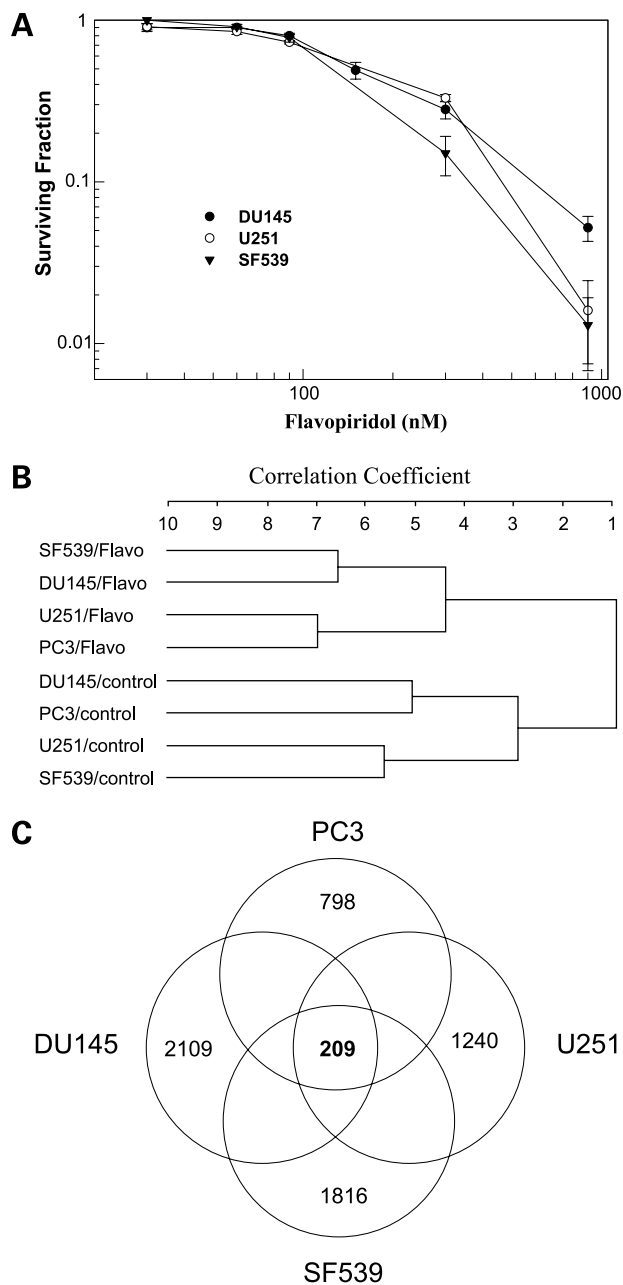 A
1
0.1
0.01
Surviving Fraction
DU145
U251
SF539
100
1000
Flavopiridol (nM)
B
Correlation Coefficient
10 9 8 7 6 5 4 3 2 1
SF539/Flavo
DU145/Flavo
U251/Flavo
PC3/Flavo
DU145/control
PC3/control
U251/control
SF539/control
C
PC3
798
DU145 2109 209 1240 U251
1816
SF539